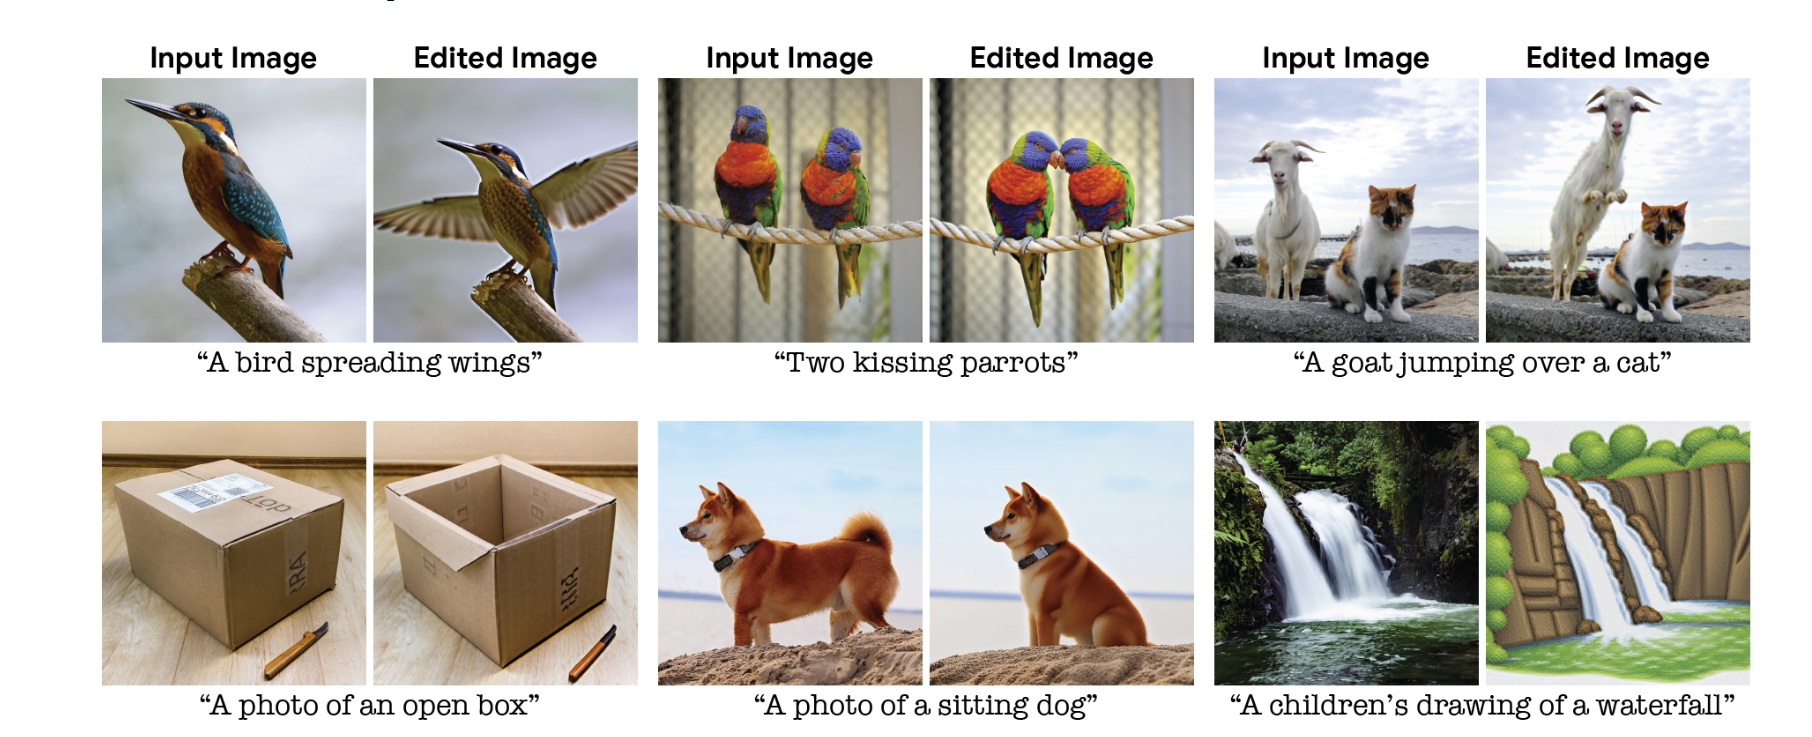 Input Image Edited Image Input Image Edited Image Input Image Edited Image
“A bird spreading wings” “Two kissing parrots” “A goat jumping over a cat”
“A photo of an open box” “A photo of a sitting dog” “A children’s drawing of a waterfall”